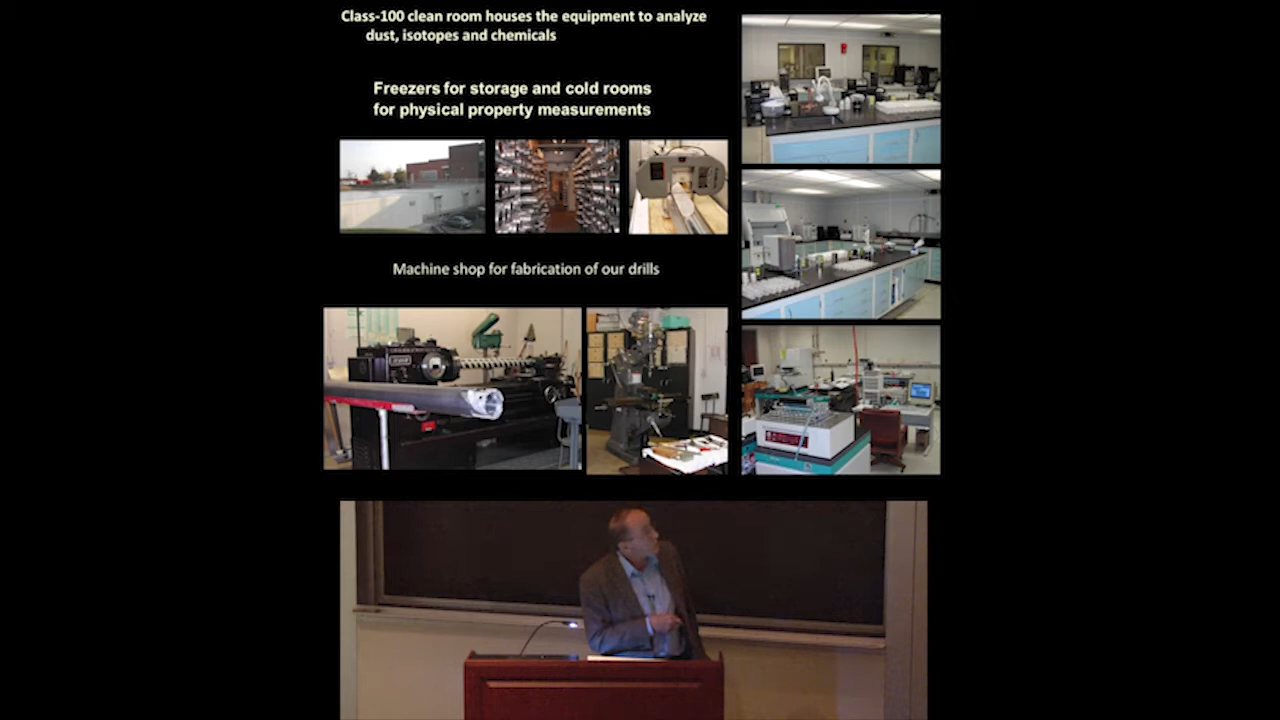 Class-100 clean room houses the equipment to analyze
dust, isotopes and chemicals
Freezers for storage and cold rooms
for physical property measurements
Machine shop for fabrication of our drills